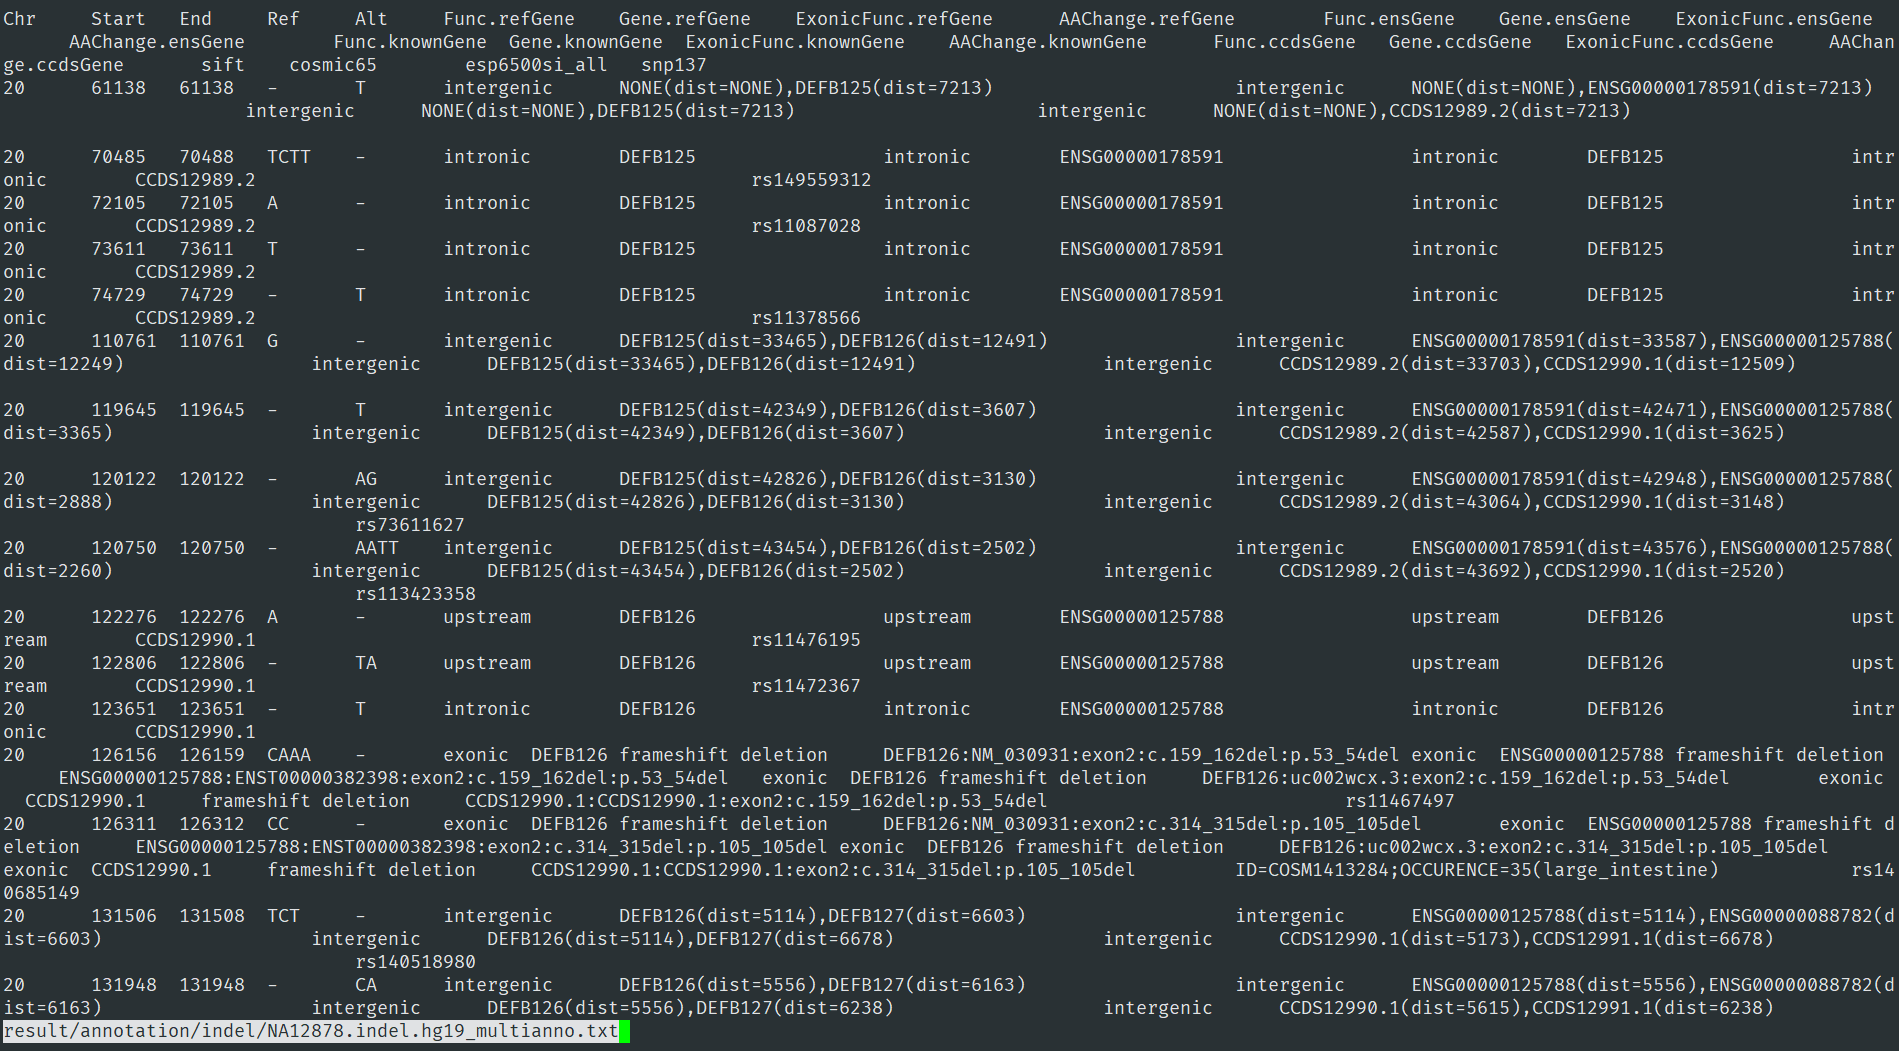 Chr Start End Ref Alt Func.refGene Gene.refGene ExonicFunc.refGene AAChange.refGene Func.ensGene Gene.ensGene ExonicFunc.ensGene
AAChange.ensGene Func.knownGene Gene.knownGene ExonicFunc.knownGene AAChange.knownGene Func.ccdsGene Gene.ccdsGene ExonicFunc.ccdsGene AAChan
ge.ccdsGene sift cosmic65 esp6500si_all snp137
20 61138 61138 - T intergenic NONE(dist=NONE),DEFB125(dist=7213) intergenic NONE(dist=NONE),ENSG00000178591(dist=7213)
intergenic NONE(dist=NONE),DEFB125(dist=7213) intergenic NONE(dist=NONE),CCDS12989.2(dist=7213)
20 70485 70488 TCTT - intronic DEFB125 intronic ENSG00000178591 intronic DEFB125 intr
onic CCDS12989.2 rs149559312
20 72105 72105 A - intronic DEFB125 intronic ENSG00000178591 intronic DEFB125 intr
onic CCDS12989.2 rs11087028
20 73611 73611 T - intronic DEFB125 intronic ENSG00000178591 intronic DEFB125 intr
onic CCDS12989.2
20 74729 74729 - T intronic DEFB125 intronic ENSG00000178591 intronic DEFB125 intr
onic CCDS12989.2 rs11378566
20 110761 110761 G - intergenic DEFB125(dist=33465),DEFB126(dist=12491) intergenic ENSG00000178591(dist=33587),ENSG00000125788(
dist=12249) intergenic DEFB125(dist=33465),DEFB126(dist=12491) intergenic CCDS12989.2(dist=33703),CCDS12990.1(dist=12509)
20 119645 119645 - T intergenic DEFB125(dist=42349),DEFB126(dist=3607) intergenic ENSG00000178591(dist=42471),ENSG00000125788(
dist=3365) intergenic DEFB125(dist=42349),DEFB126(dist=3607) intergenic CCDS12989.2(dist=42587),CCDS12990.1(dist=3625)
20 120122 120122 - AG intergenic DEFB125(dist=42826),DEFB126(dist=3130) intergenic ENSG00000178591(dist=42948),ENSG00000125788(
dist=2888) intergenic DEFB125(dist=42826),DEFB126(dist=3130) intergenic CCDS12989.2(dist=43064),CCDS12990.1(dist=3148)
rs73611627
20 120750 120750 - AATT intergenic DEFB125(dist=43454),DEFB126(dist=2502) intergenic ENSG00000178591(dist=43576),ENSG00000125788(
dist=2260) intergenic DEFB125(dist=43454),DEFB126(dist=2502) intergenic CCDS12989.2(dist=43692),CCDS12990.1(dist=2520)
rs113423358
20 122276 122276 A - upstream DEFB126 upstream ENSG00000125788 upstream DEFB126 upst
ream CCDS12990.1 rs11476195
20 122806 122806 - TA upstream DEFB126 upstream ENSG00000125788 upstream DEFB126 upst
ream CCDS12990.1 rs11472367
20 123651 123651 - T intronic DEFB126 intronic ENSG00000125788 intronic DEFB126 intr
onic CCDS12990.1
20 126156 126159 CAAA - exonic DEFB126 frameshift deletion DEFB126:NM_030931:exon2:c.159_162del:p.53_54del exonic ENSG00000125788 frameshift deletion
ENSG00000125788:ENST00000382398:exon2:c.159_162del:p.53_54del exonic DEFB126 frameshift deletion DEFB126:uc002wcx.3:exon2:c.159_162del:p.53_54del exonic
CCDS12990.1 frameshift deletion CCDS12990.1:CCDS12990.1:exon2:c.159_162del:p.53_54del rs11467497
20 126311 126312 CC - exonic DEFB126 frameshift deletion DEFB126:NM_030931:exon2:c.314_315del:p.105_105del exonic ENSG00000125788 frameshift d
eletion ENSG00000125788:ENST00000382398:exon2:c.314_315del:p.105_105del exonic DEFB126 frameshift deletion DEFB126:uc002wcx.3:exon2:c.314_315del:p.105_105del
exonic CCDS12990.1 frameshift deletion CCDS12990.1:CCDS12990.1:exon2:c.314_315del:p.105_105del ID=COSM1413284;OCCURENCE=35(large_intestine) rs14
0685149
20 131506 131508 TCT - intergenic DEFB126(dist=5114),DEFB127(dist=6603) intergenic ENSG00000125788(dist=5114),ENSG00000088782(d
ist=6603) intergenic DEFB126(dist=5114),DEFB127(dist=6678) intergenic CCDS12990.1(dist=5173),CCDS12991.1(dist=6678)
rs140518980
20 131948 131948 - CA intergenic DEFB126(dist=5556),DEFB127(dist=6163) intergenic ENSG00000125788(dist=5556),ENSG00000088782(d
ist=6163) intergenic DEFB126(dist=5556),DEFB127(dist=6238) intergenic CCDS12990.1(dist=5615),CCDS12991.1(dist=6238)
result/annotation/indel/NA12878.indel.hg19_multianno.txt